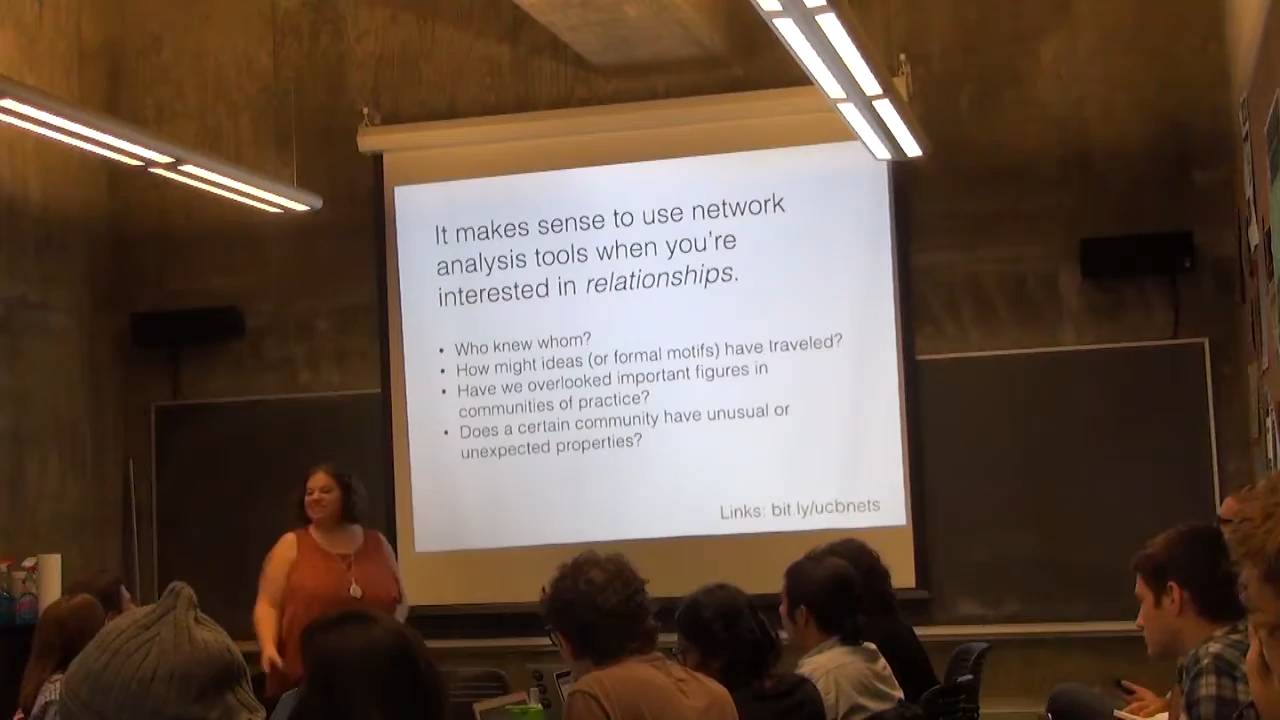 It makes sense to use network
analysis tools when you're
interested in relationships.
• Who knew whom?
• How might ideas (or formal motifs) have traveled?
• Have we overlooked important figures in
communities of practice?
• Does a certain community have unusual or
unexpected properties?
Links: bit.ly/ucbnets